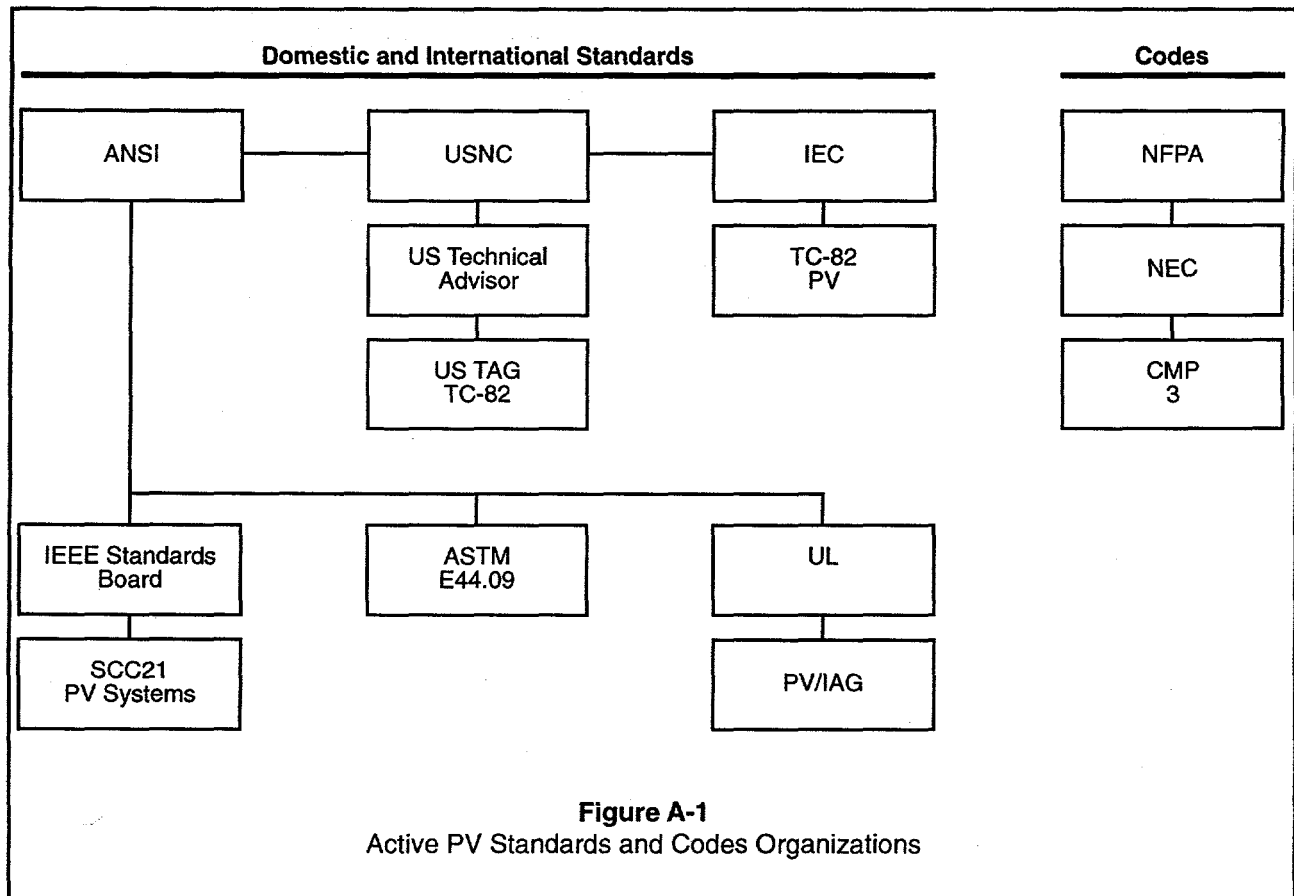 Domestic and International Standards
Codes
ANSI
USNC
IEC
NFPA
US Technical
Advisor
TC-82
PV
NEC
US TAG
TC-82
CMP
3
IEEE Standards
Board
ASTM
E44.09
UL
SCC21
PV Systems
PV/IAG
Figure A-1
Active PV Standards and Codes Organizations